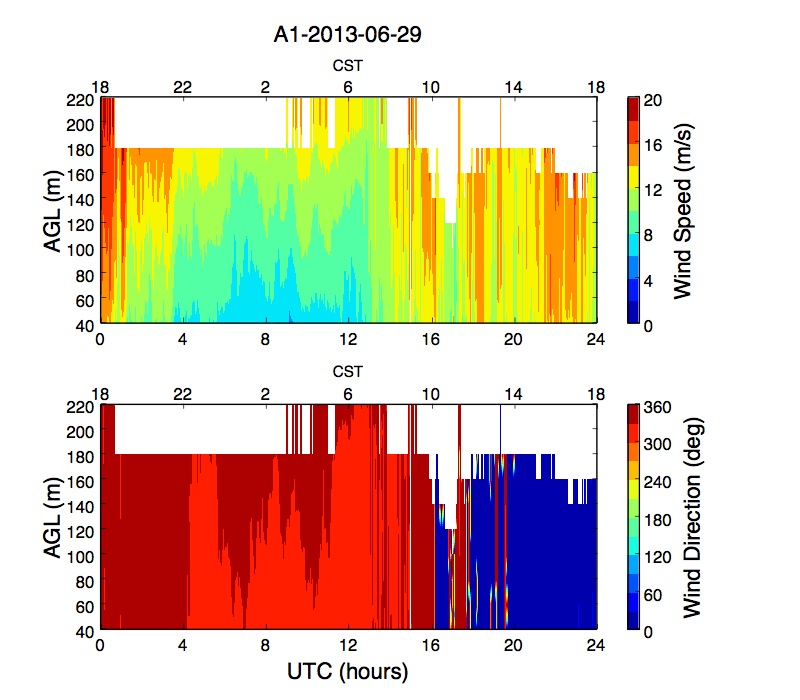 A1-2013-06-29
CST
18 22 2 6 10 14 18
220
200
180
160
140
120
100
80
60
40
AGL (m)
0 4 8 12 16 20 24
20
16
12
8
4
0
Wind Speed (m/s)
CST
18 22 2 6 10 14 18
220
200
180
160
140
120
100
80
60
40
AGL (m)
0 4 8 12 16 20 24
UTC (hours)
360
300
240
180
120
60
0
Wind Direction (deg)